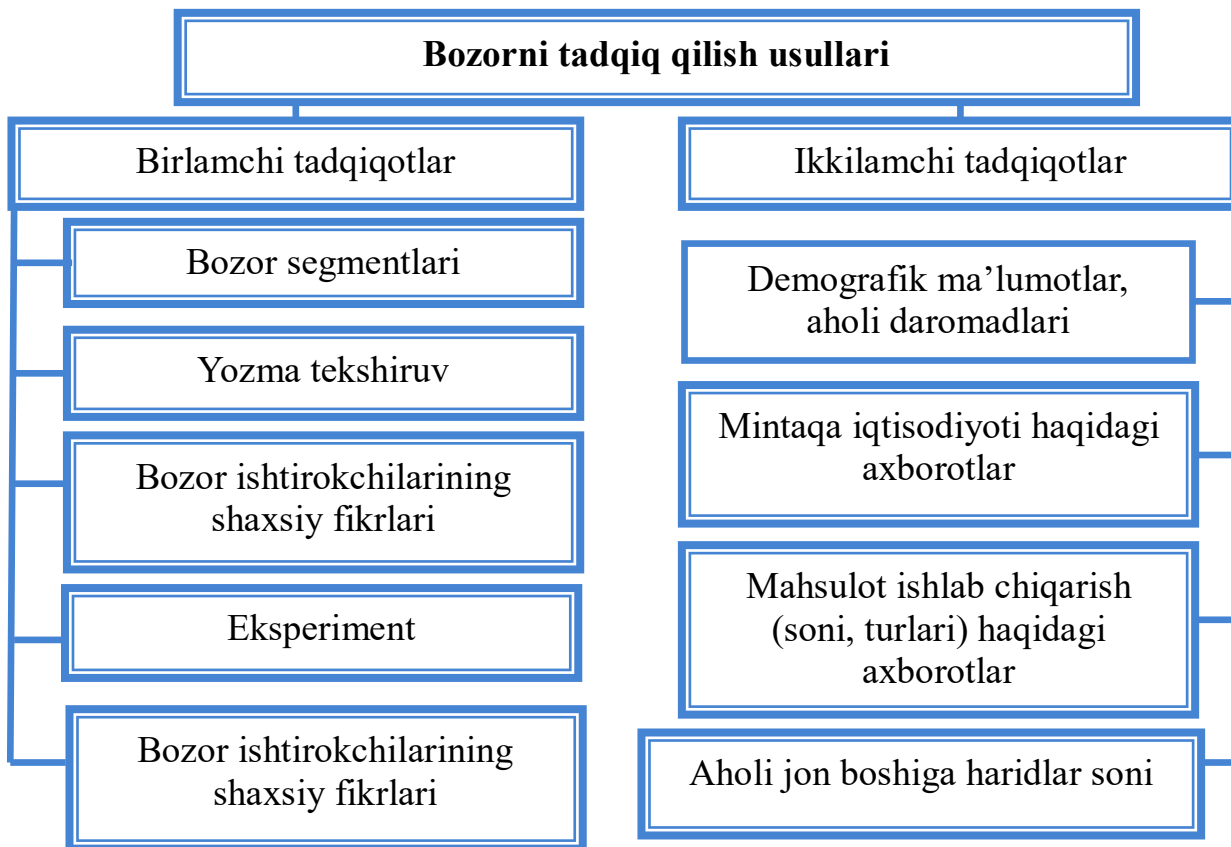 Bozorni tadqiq qilish usullari
Birlamchi tadqiqotlar
Bozor segmentlari
Yozma tekshiruv
Bozor ishtirokchilarining
shaxsiy fikrlari
Eksperiment
Bozor ishtirokchilarining
shaxsiy fikrlari
Ikkilamchi tadqiqotlar
Demografik ma’lumotlar,
aholi daromadlari
Mintaqa iqtisodiyoti haqidagi
axborotlar
Mahsulot ishlab chiqarish
(soni, turlari) haqidagi
axborotlar
Aholi jon boshiga haridlar soni